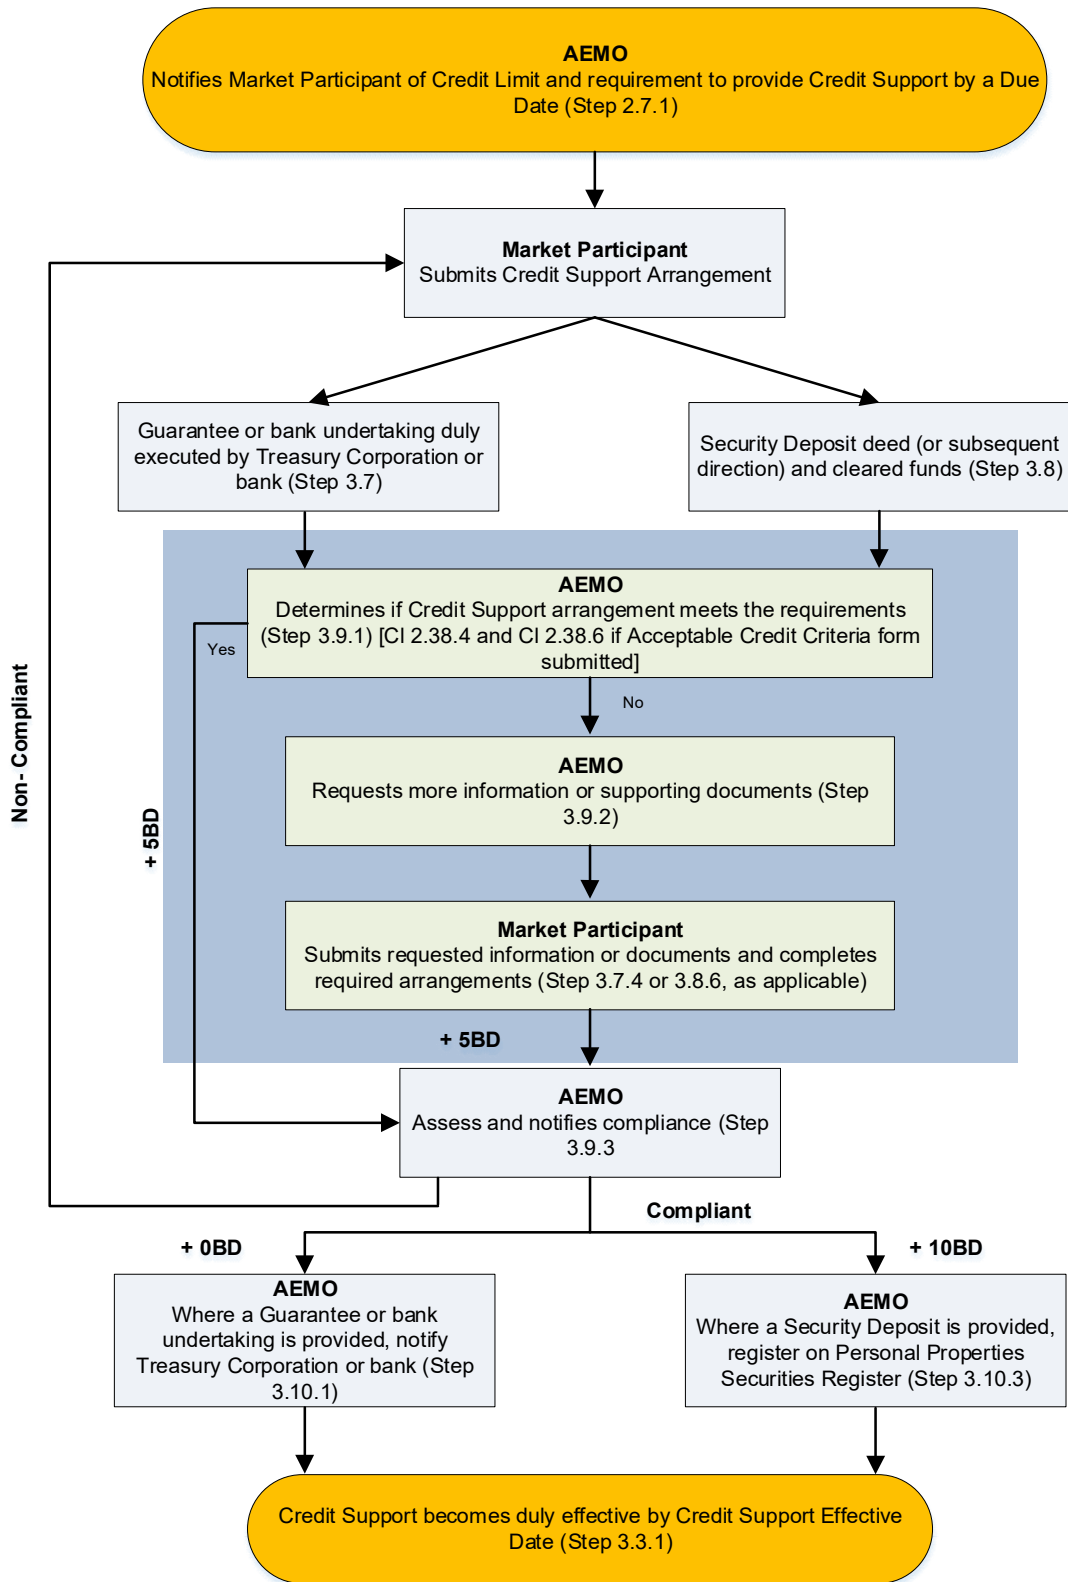 AEMO
Notifies Market Participant of Credit Limit and requirement to provide Credit Support by a Due
Date (Step 2.7.1)
Market Participant
Submits Credit Support Arrangement
Guarantee or bank undertaking duly
executed by Treasury Corporation or
bank (Step 3.7)
Security Deposit deed (or subsequent
direction) and cleared funds (Step 3.8)
AEMO
Determines if Credit Support arrangement meets the requirements
(Step 3.9.1) [Cl 2.38.4 and Cl 2.38.6 if Acceptable Credit Criteria form
submitted]
Yes
No
Non- Compliant
+ 5BD
AEMO
Requests more information or supporting documents (Step
3.9.2)
Market Participant
Submits requested information or documents and completes
required arrangements (Step 3.7.4 or 3.8.6, as applicable)
+ 5BD
AEMO
Assess and notifies compliance (Step
3.9.3
Compliant
+ 0BD
+ 10BD
AEMO
Where a Guarantee or bank
undertaking is provided, notify
Treasury Corporation or bank (Step
3.10.1)
AEMO
Where a Security Deposit is provided,
register on Personal Properties
Securities Register (Step 3.10.3)
Credit Support becomes duly effective by Credit Support Effective
Date (Step 3.3.1)